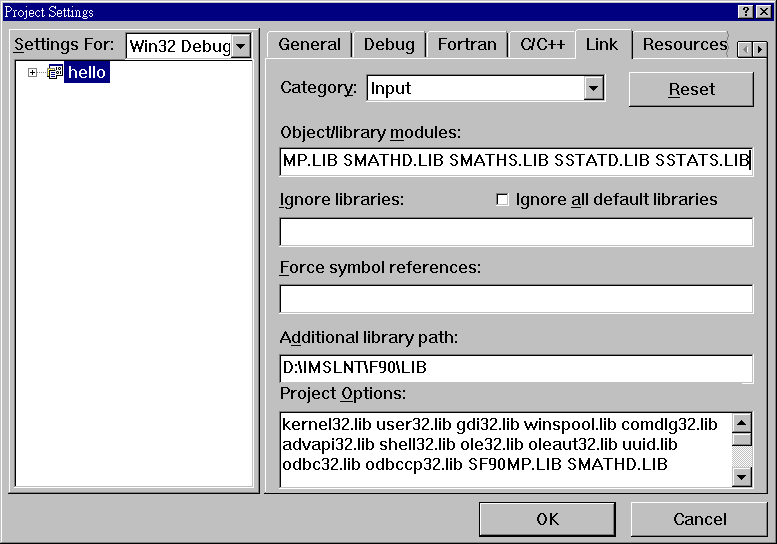 Project Settings
Settings For: Win32 Debug
hello
General Debug Fortran C/C++ Link Resources
Category: Input Reset
Object/library modules:
MP.LIB SMATHD.LIB SMATHS.LIB SSTATD.LIB SSTATS.LIB
Ignore libraries: Ignore all default libraries
Force symbol references:
Additional library path:
D:\IMSLNT\F90\LIB
Project Options:
kernel32.lib user32.lib gdi32.lib winspool.lib comdlg32.lib
advapi32.lib shell32.lib ole32.lib oleaut32.lib uuid.lib
odbc32.lib odbccp32.lib SF90MP.LIB SMATHD.LIB
OK Cancel